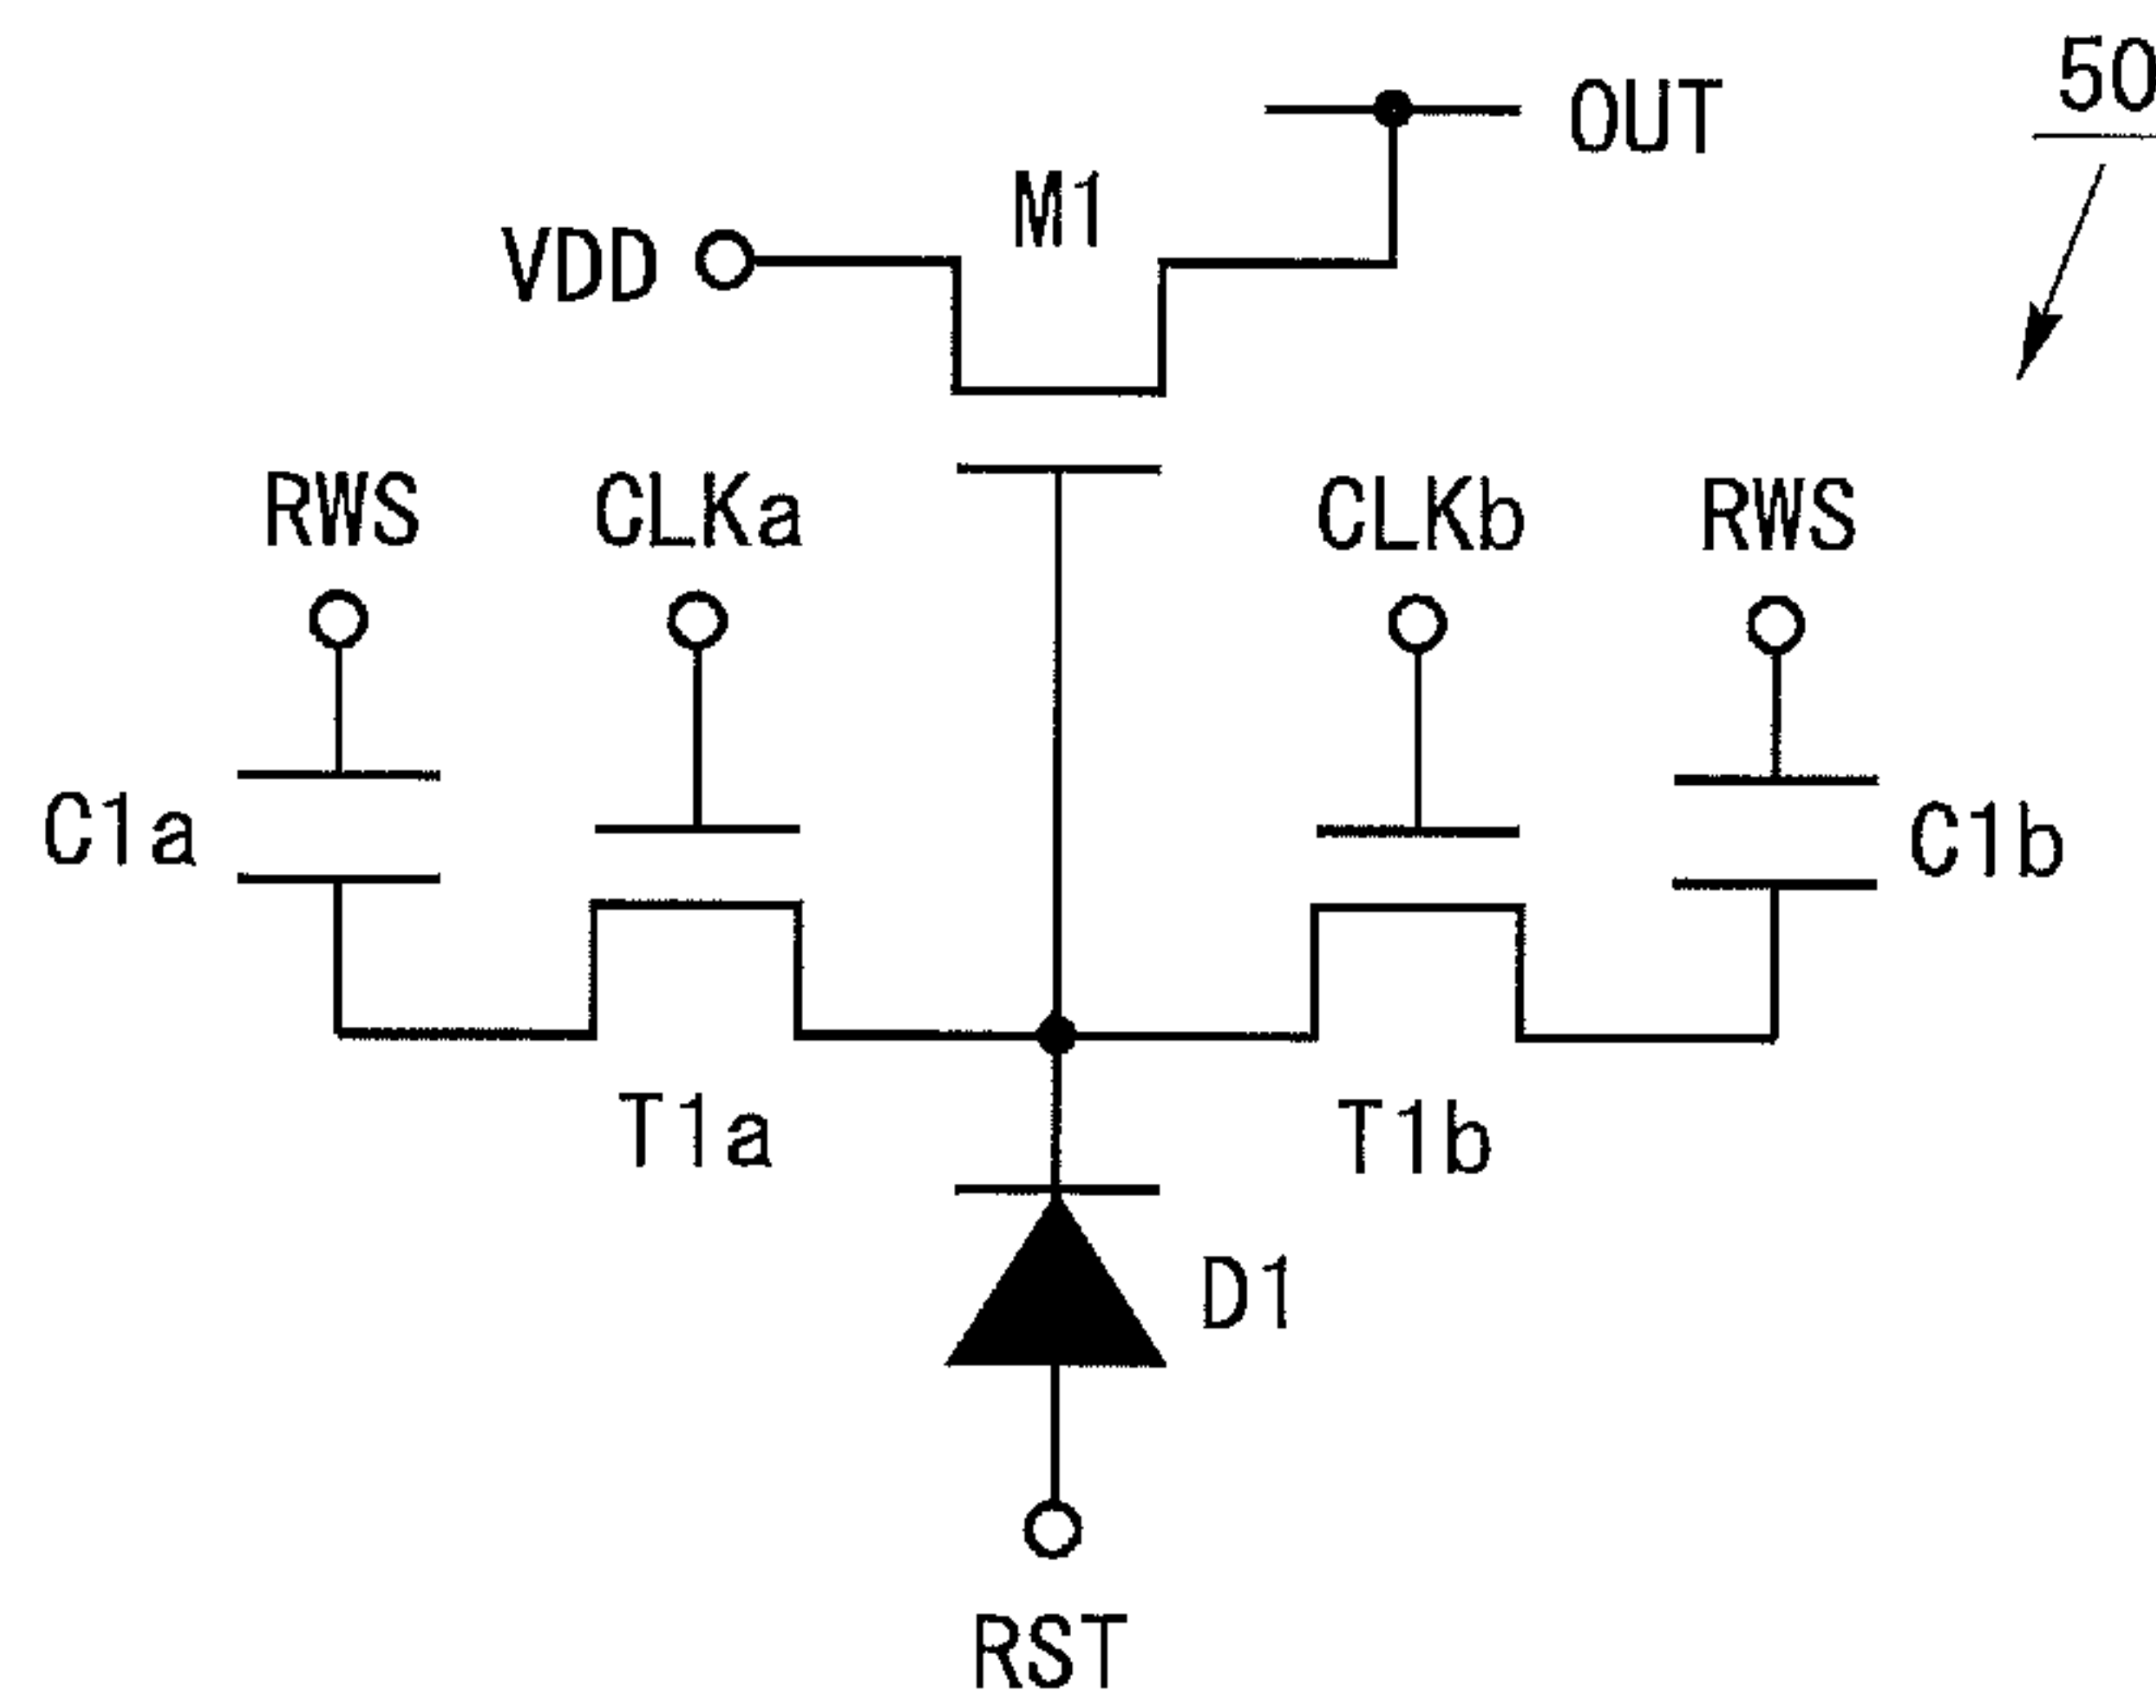 50
OUT
M1
VDD
RWS
CLKa
CLKb
RWS
C1a
C1b
T1a
T1b
D1
RST